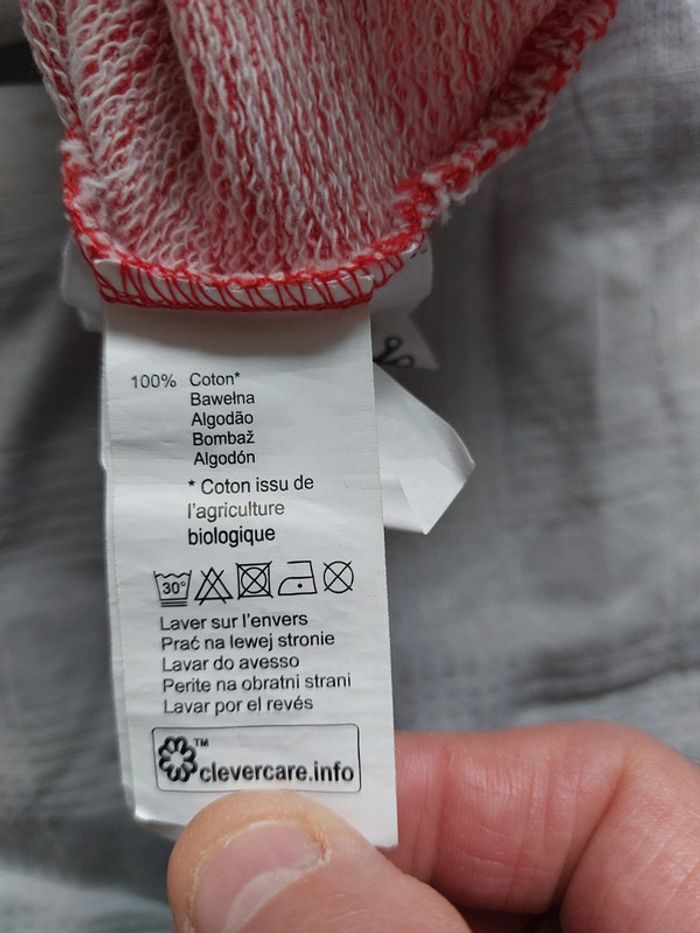 100% Coton*
Bawełna
Algodão
Bombaž
Algodón
* Coton issu de
l'agriculture
biologique
30°
Laver sur l'envers
Prać na lewej stronie
Lavar do avesso
Perite na obratni strani
Lavar por el revés
TM
clevercare.info